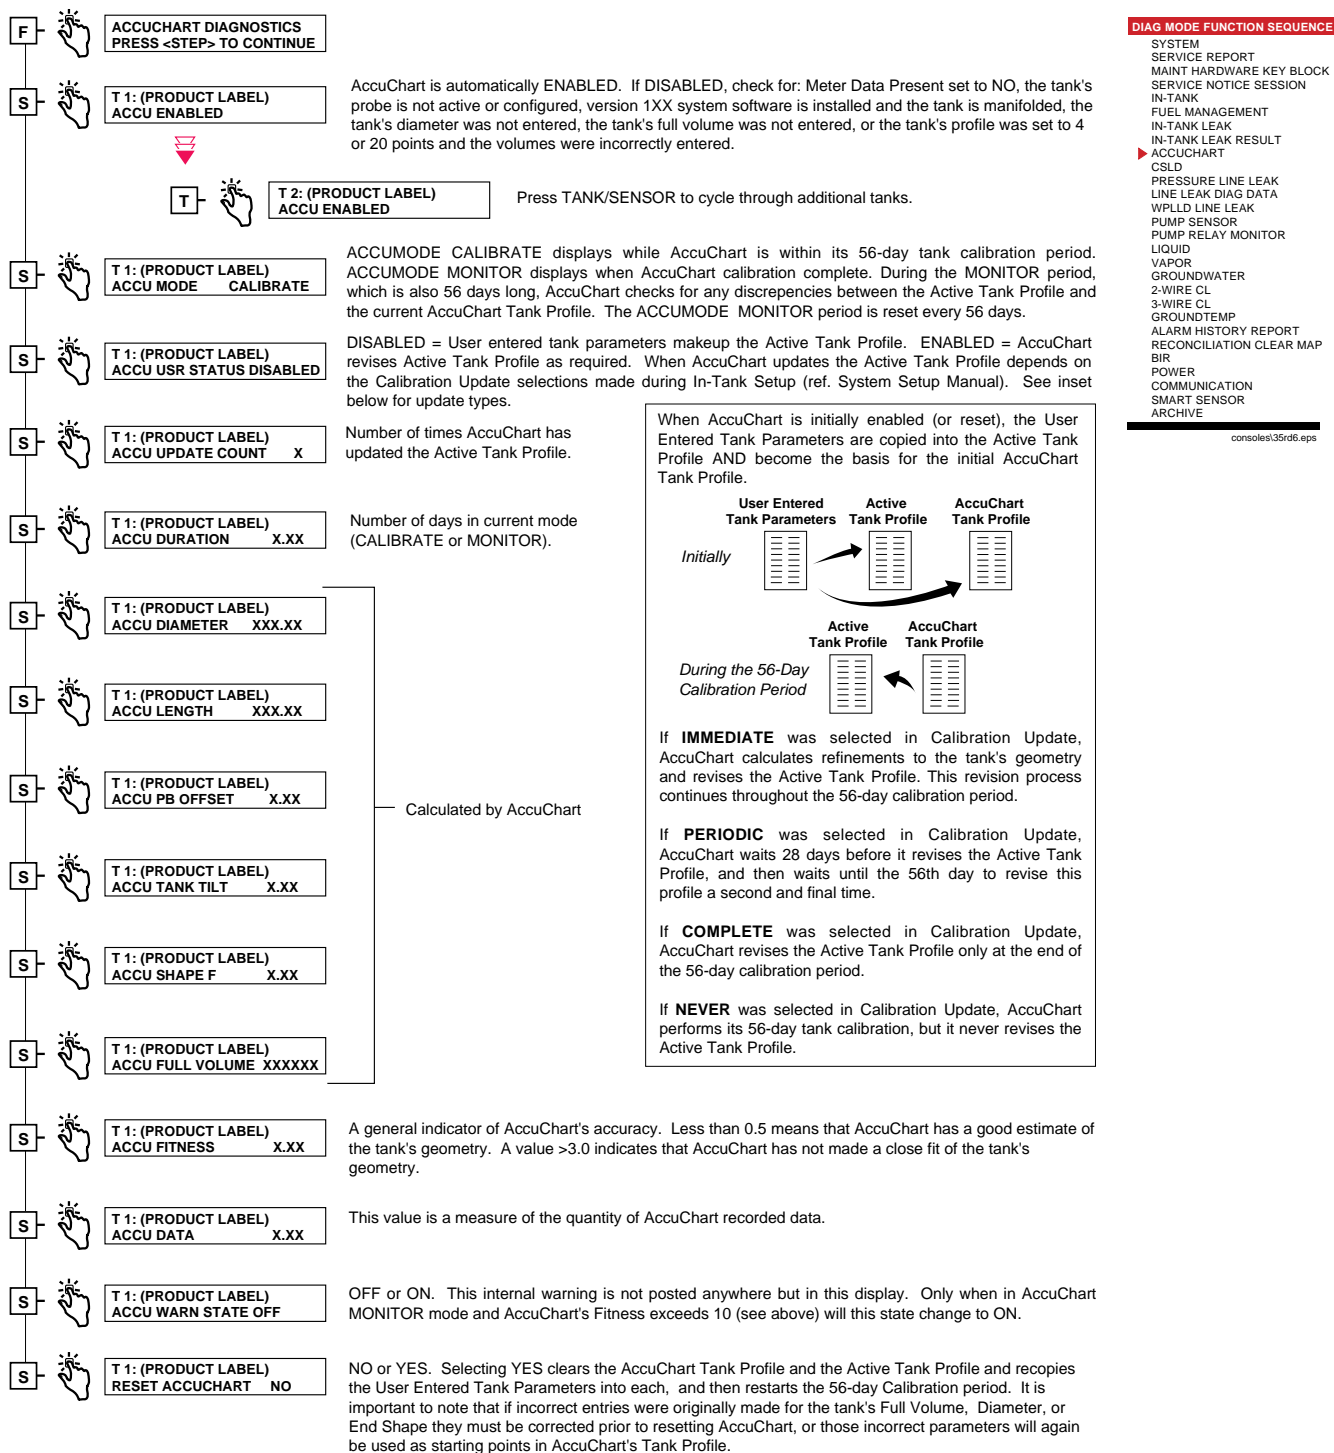 F
ACCUCHART DIAGNOSTICS
PRESS <STEP> TO CONTINUE
S
T 1: (PRODUCT LABEL)
ACCU ENABLED
AccuChart is automatically ENABLED. If DISABLED, check for: Meter Data Present set to NO, the tank's
probe is not active or configured, version 1XX system software is installed and the tank is manifolded, the
tank's diameter was not entered, the tank's full volume was not entered, or the tank's profile was set to 4
or 20 points and the volumes were incorrectly entered.
T
T 2: (PRODUCT LABEL)
ACCU ENABLED
Press TANK/SENSOR to cycle through additional tanks.
S
T 1: (PRODUCT LABEL)
ACCU MODE CALIBRATE
ACCUMODE CALIBRATE displays while AccuChart is within its 56-day tank calibration period.
ACCUMODE MONITOR displays when AccuChart calibration complete. During the MONITOR period,
which is also 56 days long, AccuChart checks for any discrepencies between the Active Tank Profile and
the current AccuChart Tank Profile. The ACCUMODE MONITOR period is reset every 56 days.
S
T 1: (PRODUCT LABEL)
ACCU USR STATUS DISABLED
DISABLED = User entered tank parameters makeup the Active Tank Profile. ENABLED = AccuChart
revises Active Tank Profile as required. When AccuChart updates the Active Tank Profile depends on
the Calibration Update selections made during In-Tank Setup (ref. System Setup Manual). See inset
below for update types.
S
T 1: (PRODUCT LABEL)
ACCU UPDATE COUNT X
Number of times AccuChart has
updated the Active Tank Profile.
S
T 1: (PRODUCT LABEL)
ACCU DURATION X.XX
Number of days in current mode
(CALIBRATE or MONITOR).
S
T 1: (PRODUCT LABEL)
ACCU DIAMETER XXX.XX
S
T 1: (PRODUCT LABEL)
ACCU LENGTH XXX.XX
S
T 1: (PRODUCT LABEL)
ACCU PB OFFSET X.XX
Calculated by AccuChart
S
T 1: (PRODUCT LABEL)
ACCU TANK TILT X.XX
S
T 1: (PRODUCT LABEL)
ACCU SHAPE F X.XX
S
T 1: (PRODUCT LABEL)
ACCU FULL VOLUME XXXXXX
When AccuChart is initially enabled (or reset), the User
Entered Tank Parameters are copied into the Active Tank
Profile AND become the basis for the initial AccuChart
Tank Profile.
User Entered
Tank Parameters
Active
Tank Profile
AccuChart
Tank Profile
Initially
Active
Tank Profile
AccuChart
Tank Profile
During the 56-Day
Calibration Period
If IMMEDIATE was selected in Calibration Update,
AccuChart calculates refinements to the tank's geometry
and revises the Active Tank Profile. This revision process
continues throughout the 56-day calibration period.
If PERIODIC was selected in Calibration Update,
AccuChart waits 28 days before it revises the Active Tank
Profile, and then waits until the 56th day to revise this
profile a second and final time.
If COMPLETE was selected in Calibration Update,
AccuChart revises the Active Tank Profile only at the end of
the 56-day calibration period.
If NEVER was selected in Calibration Update, AccuChart
performs its 56-day tank calibration, but it never revises the
Active Tank Profile.
S
T 1: (PRODUCT LABEL)
ACCU FITNESS X.XX
A general indicator of AccuChart's accuracy. Less than 0.5 means that AccuChart has a good estimate of
the tank's geometry. A value >3.0 indicates that AccuChart has not made a close fit of the tank's
geometry.
S
T 1: (PRODUCT LABEL)
ACCU DATA X.XX
This value is a measure of the quantity of AccuChart recorded data.
S
T 1: (PRODUCT LABEL)
ACCU WARN STATE OFF
OFF or ON. This internal warning is not posted anywhere but in this display. Only when in AccuChart
MONITOR mode and AccuChart's Fitness exceeds 10 (see above) will this state change to ON.
S
T 1: (PRODUCT LABEL)
RESET ACCUCHART NO
NO or YES. Selecting YES clears the AccuChart Tank Profile and the Active Tank Profile and recopies
the User Entered Tank Parameters into each, and then restarts the 56-day Calibration period. It is
important to note that if incorrect entries were originally made for the tank's Full Volume, Diameter, or
End Shape they must be corrected prior to resetting AccuChart, or those incorrect parameters will again
be used as starting points in AccuChart's Tank Profile.
DIAG MODE FUNCTION SEQUENCE
SYSTEM
SERVICE REPORT
MAINT HARDWARE KEY BLOCK
SERVICE NOTICE SESSION
IN-TANK
FUEL MANAGEMENT
IN-TANK LEAK
IN-TANK LEAK RESULT
ACCUCHART
CSLD
PRESSURE LINE LEAK
LINE LEAK DIAG DATA
WPLLD LINE LEAK
PUMP SENSOR
PUMP RELAY MONITOR
LIQUID
VAPOR
GROUNDWATER
2-WIRE CL
3-WIRE CL
GROUNDTEMP
ALARM HISTORY REPORT
RECONCILIATION CLEAR MAP
BIR
POWER
COMMUNICATION
SMART SENSOR
ARCHIVE
consoles\35rd6.eps